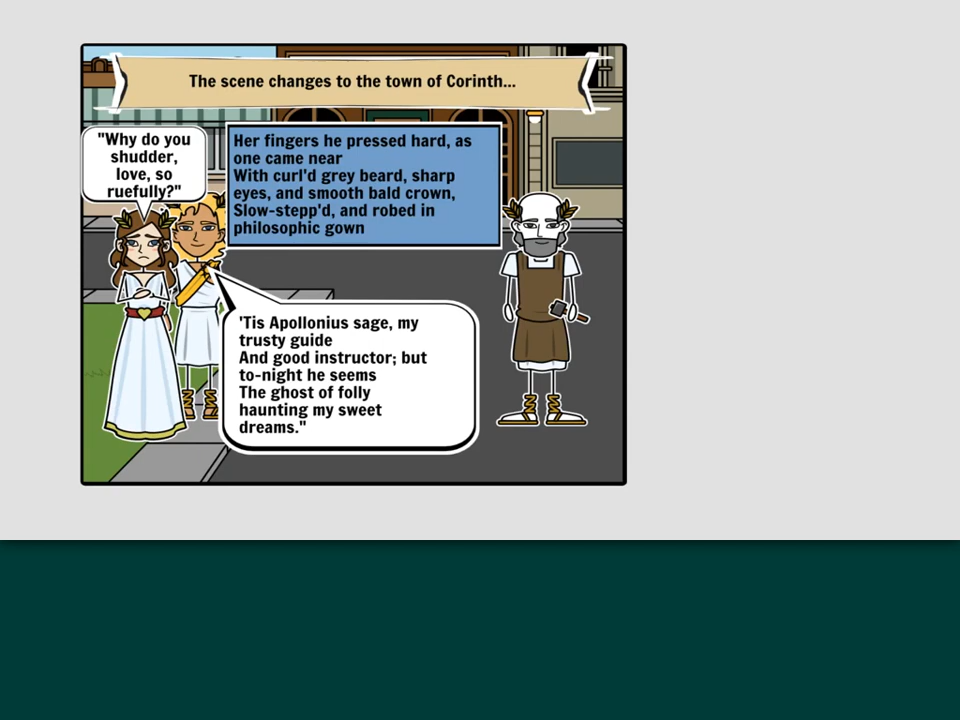 The scene changes to the town of Corinth...
"Why do you
shudder,
love, so
ruefully?"
Her fingers he pressed hard, as
one came near
With curl'd grey beard, sharp
eyes, and smooth bald crown,
Slow-stepp'd, and robed in
philosophic gown
'Tis Apollonius sage, my
trusty guide
And good instructor; but
to-night he seems
The ghost of folly
haunting my sweet
dreams."